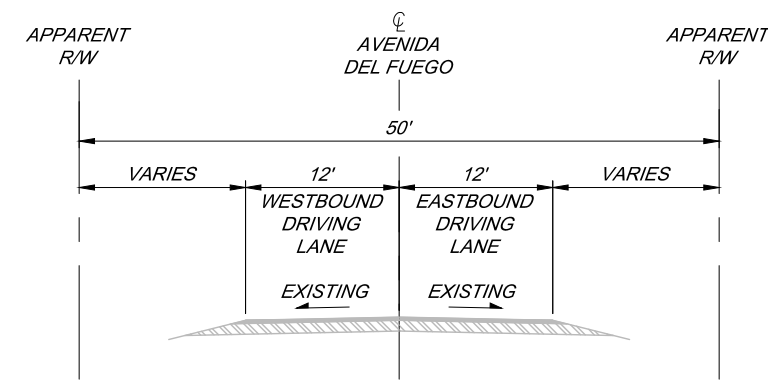 ℄
AVENIDA
DEL FUEGO
APPARENT
R/W
APPARENT
R/W
50'
VARIES
12'
12'
VARIES
WESTBOUND
DRIVING
LANE
EASTBOUND
DRIVING
LANE
EXISTING
EXISTING